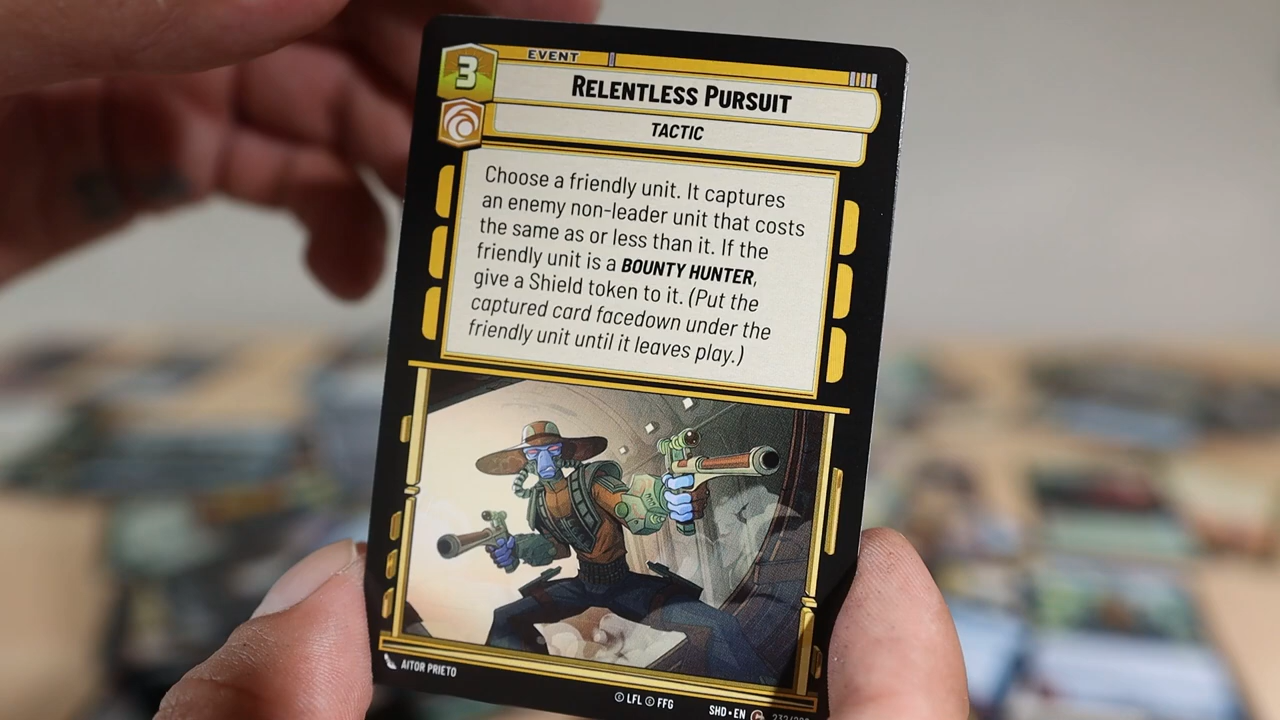 EVENT
3
RELENTLESS PURSUIT
TACTIC
Choose a friendly unit. It captures
an enemy non-leader unit that costs
the same as or less than it. If the
friendly unit is a BOUNTY HUNTER,
give a Shield token to it. (Put the
captured card facedown under the
friendly unit until it leaves play.)
AITOR PRIETO
© LFL © FFG
SHD • EN